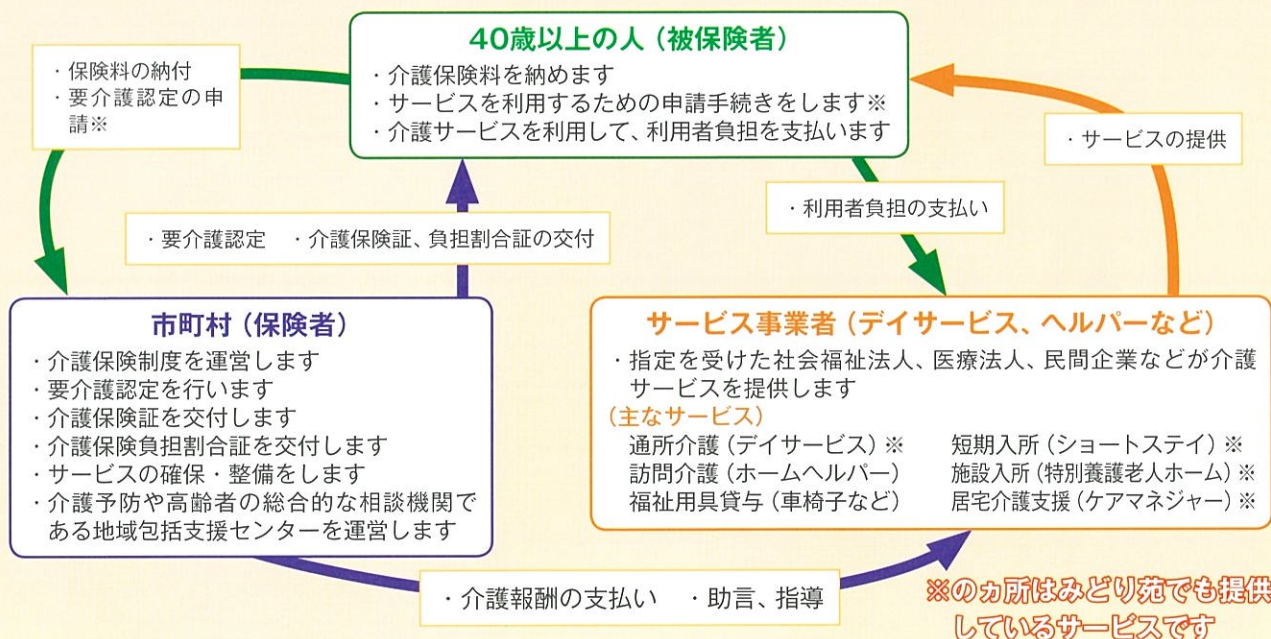 40歳以上の人（被保険者）
・介護保険料を納めます
・サービスを利用するための申請手続きをします※
・介護サービスを利用して、利用者負担を支払います
・保険料の納付
・要介護認定の申
請※
・サービスの提供
・利用者負担の支払い
・要介護認定　・介護保険証、負担割合証の交付
市町村（保険者）
・介護保険制度を運営します
・要介護認定を行います
・介護保険証を交付します
・介護保険負担割合証を交付します
・サービスの確保・整備をします
・介護予防や高齢者の総合的な相談機関で
ある地域包括支援センターを運営します
サービス事業者（デイサービス、ヘルパーなど）
・指定を受けた社会福祉法人、医療法人、民間企業などが介護
サービスを提供します
（主なサービス）
通所介護（デイサービス）※　短期入所（ショートステイ）※
訪問介護（ホームヘルパー）　施設入所（特別養護老人ホーム）※
福祉用具貸与（車椅子など）　居宅介護支援（ケアマネジャー）※
・介護報酬の支払い　・助言、指導
※のヵ所はみどり苑でも提供
しているサービスです